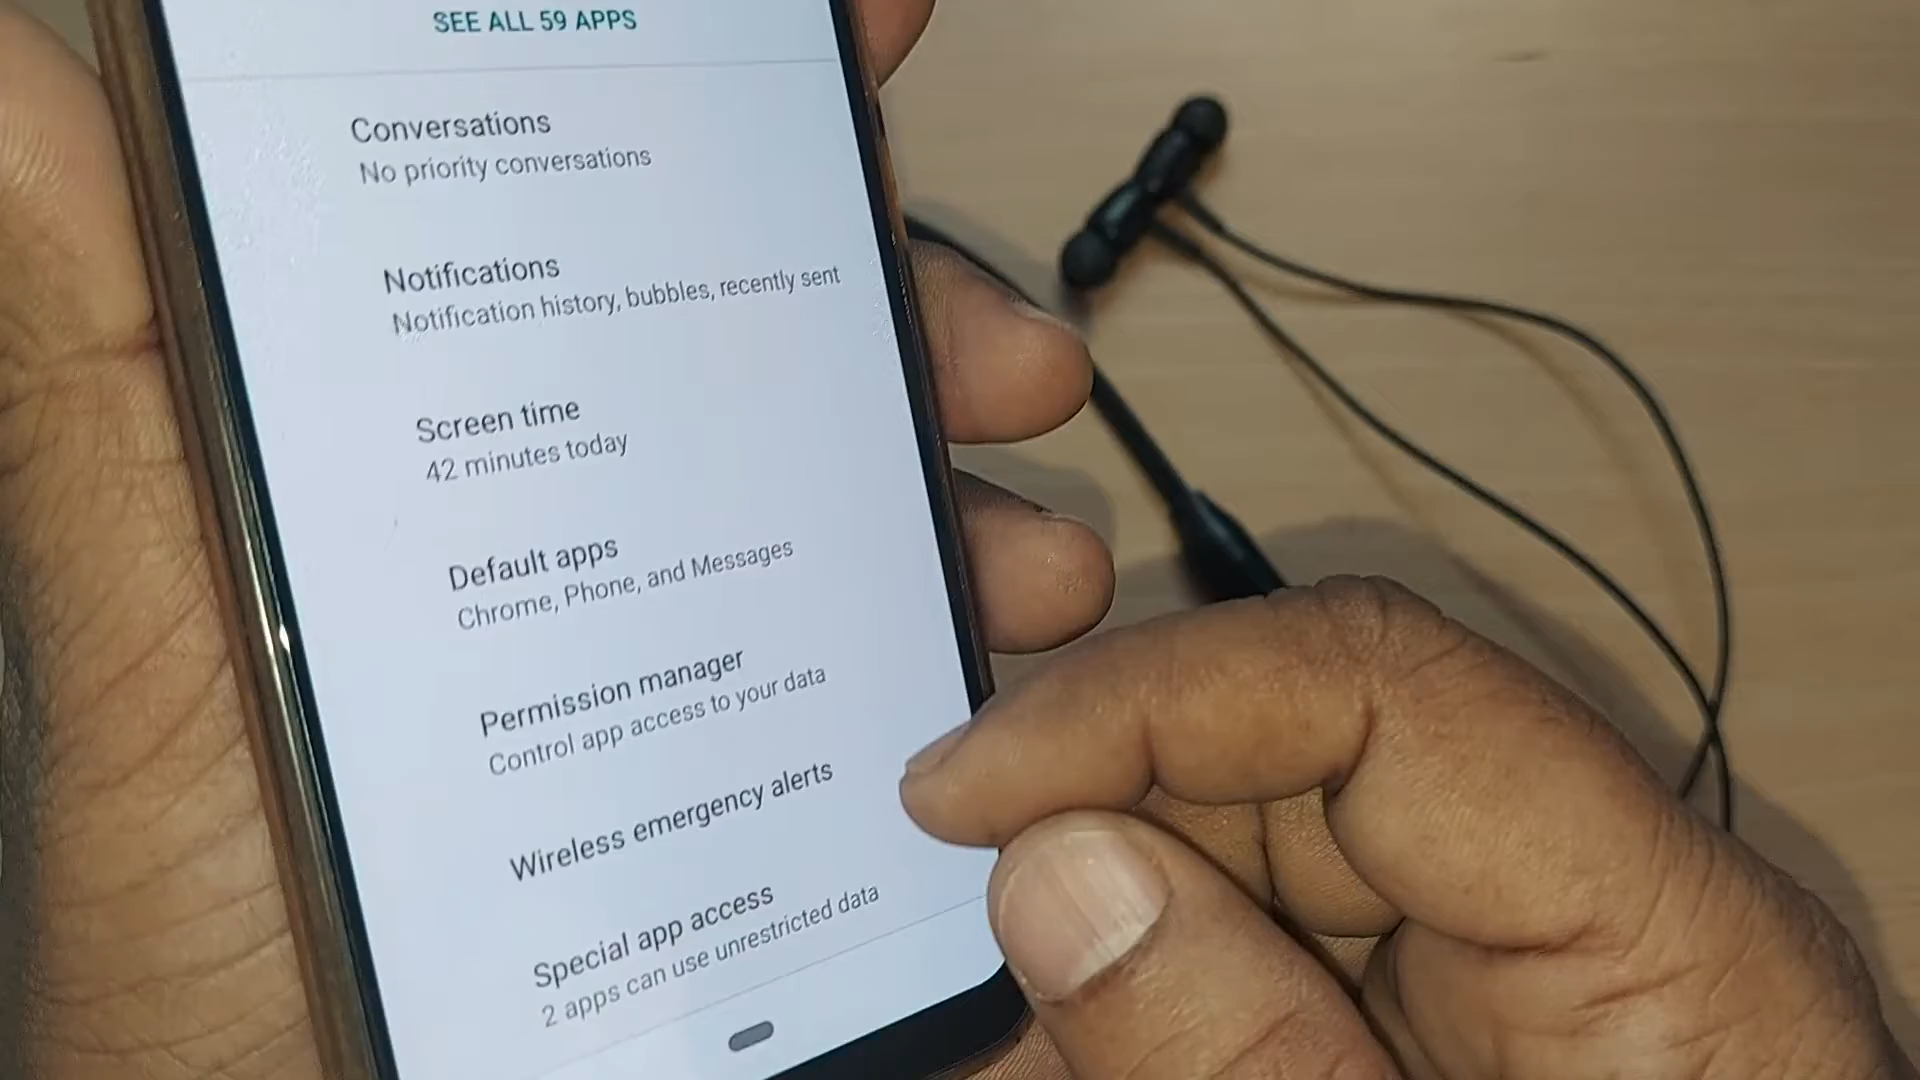 SEE ALL 59 APPS
Conversations
No priority conversations
Notifications
Notification history, bubbles, recently sent
Screen time
42 minutes today
Default apps
Chrome, Phone, and Messages
Permission manager
Control app access to your data
Wireless emergency alerts
Special app access
2 apps can use unrestricted data